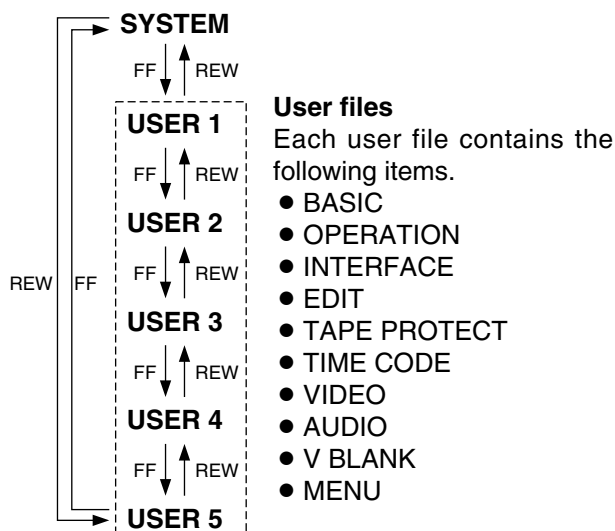 SYSTEM
FF REW
USER 1
FF REW
USER 2
FF REW
USER 3
FF REW
USER 4
FF REW
USER 5
REW FF
User files
Each user file contains the
following items.
● BASIC
● OPERATION
● INTERFACE
● EDIT
● TAPE PROTECT
● TIME CODE
● VIDEO
● AUDIO
● V BLANK
● MENU